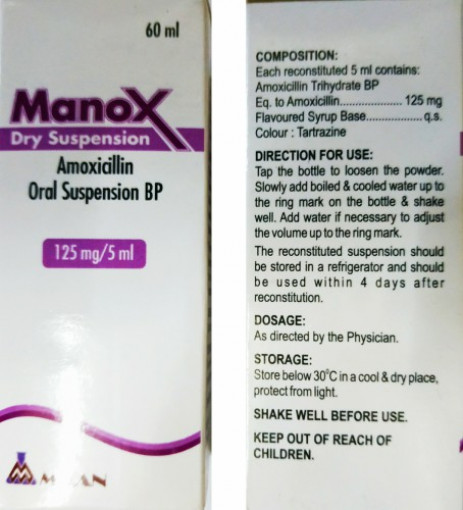 60 ml
ManoX
Dry Suspension
Amoxicillin
Oral Suspension BP
125 mg/5 ml
COMPOSITION:
Each reconstituted 5 ml contains:
Amoxicillin Trihydrate BP
Eq. to Amoxicillin..................... 125 mg
Flavoured Syrup Base.................. q.s.
Colour : Tartrazine
DIRECTION FOR USE:
Tap the bottle to loosen the powder.
Slowly add boiled & cooled water up to
the ring mark on the bottle & shake
well. Add water if necessary to adjust
the volume up to the ring mark.
The reconstituted suspension should
be stored in a refrigerator and should
be used within 4 days after
reconstitution.
DOSAGE:
As directed by the Physician.
STORAGE:
Store below 30°C in a cool & dry place,
protect from light.
SHAKE WELL BEFORE USE.
KEEP OUT OF REACH OF
CHILDREN.